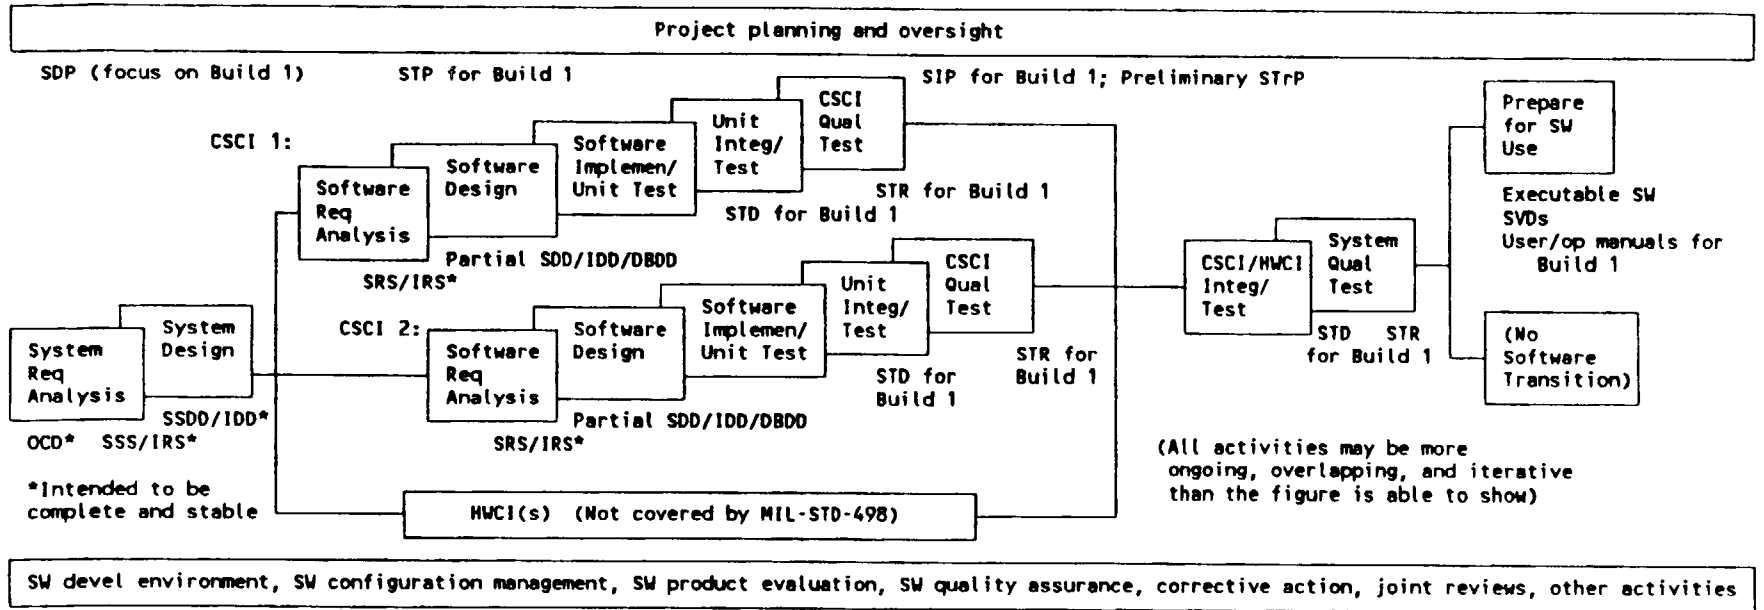 Project planning and oversight
SDP (focus on Build 1)
STP for Build 1
SIP for Build 1; Preliminary STrP
CSCI 1:
Software
Req
Analysis
Software
Design
Software
Implemen/
Unit Test
Unit
Integ/
Test
CSCI
Qual
Test
STR for Build 1
STD for Build 1
Partial SDD/IDD/DBDD
SRS/IRS*
System
Req
Analysis
System
Design
SSDD/IDD*
OCD* SSS/IRS*
*Intended to be
complete and stable
CSCI 2:
Software
Req
Analysis
Software
Design
Software
Implemen/
Unit Test
Unit
Integ/
Test
CSCI
Qual
Test
STR for
Build 1
STD for
Build 1
Partial SDD/IDD/DBDD
SRS/IRS*
HWCI(s) (Not covered by MIL-STD-498)
CSCI/HWCI
Integ/
Test
System
Qual
Test
STD STR
for Build 1
Prepare
for SW
Use
Executable SW
SVDs
User/op manuals for
Build 1
(No
Software
Transition)
(All activities may be more
ongoing, overlapping, and iterative
than the figure is able to show)
SW devel environment, SW configuration management, SW product evaluation, SW quality assurance, corrective action, joint reviews, other activities